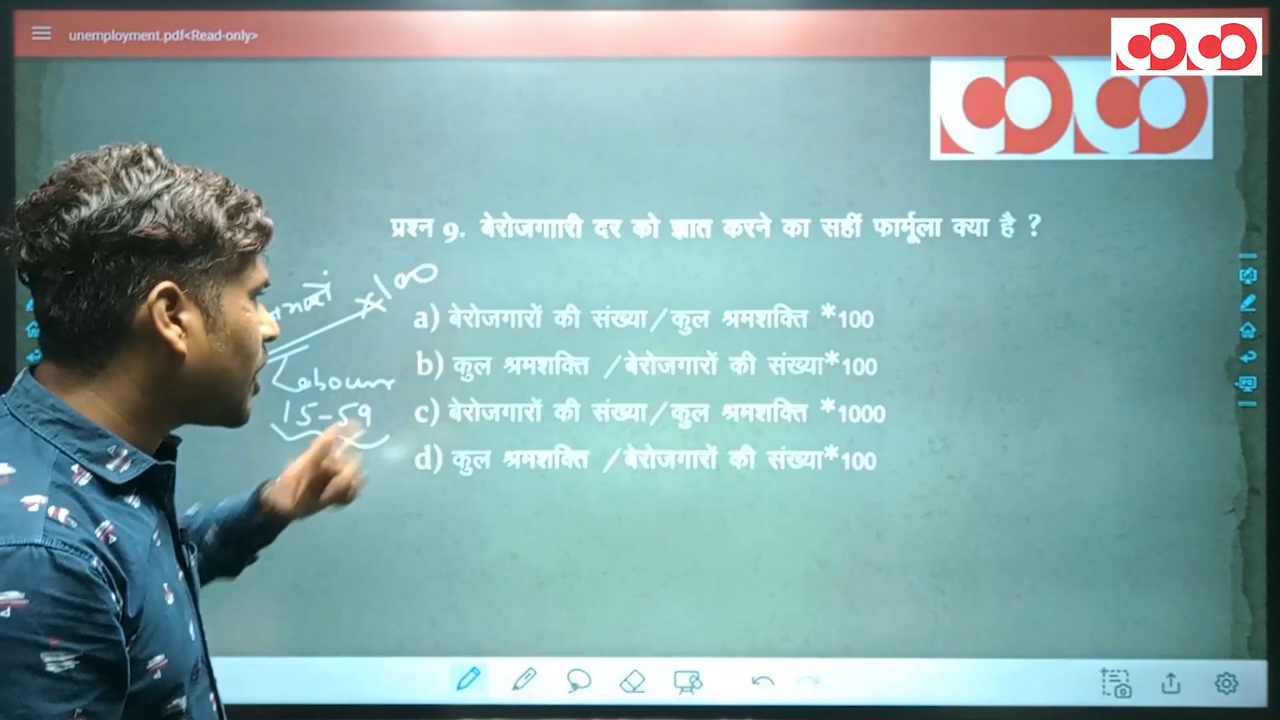 unemployment.pdf<Read-only>
प्रश्न 9. बेरोजगाारी दर को ज्ञात करने का सहीं फार्मूला क्या है ?
×100
a) बेरोजगारों की संख्या/कुल श्रमशक्ति *100
b) कुल श्रमशक्ति /बेरोजगारों की संख्या*100
Labour
15-59
c) बेरोजगारों की संख्या/कुल श्रमशक्ति *1000
d) कुल श्रमशक्ति /बेरोजगारों की संख्या*100